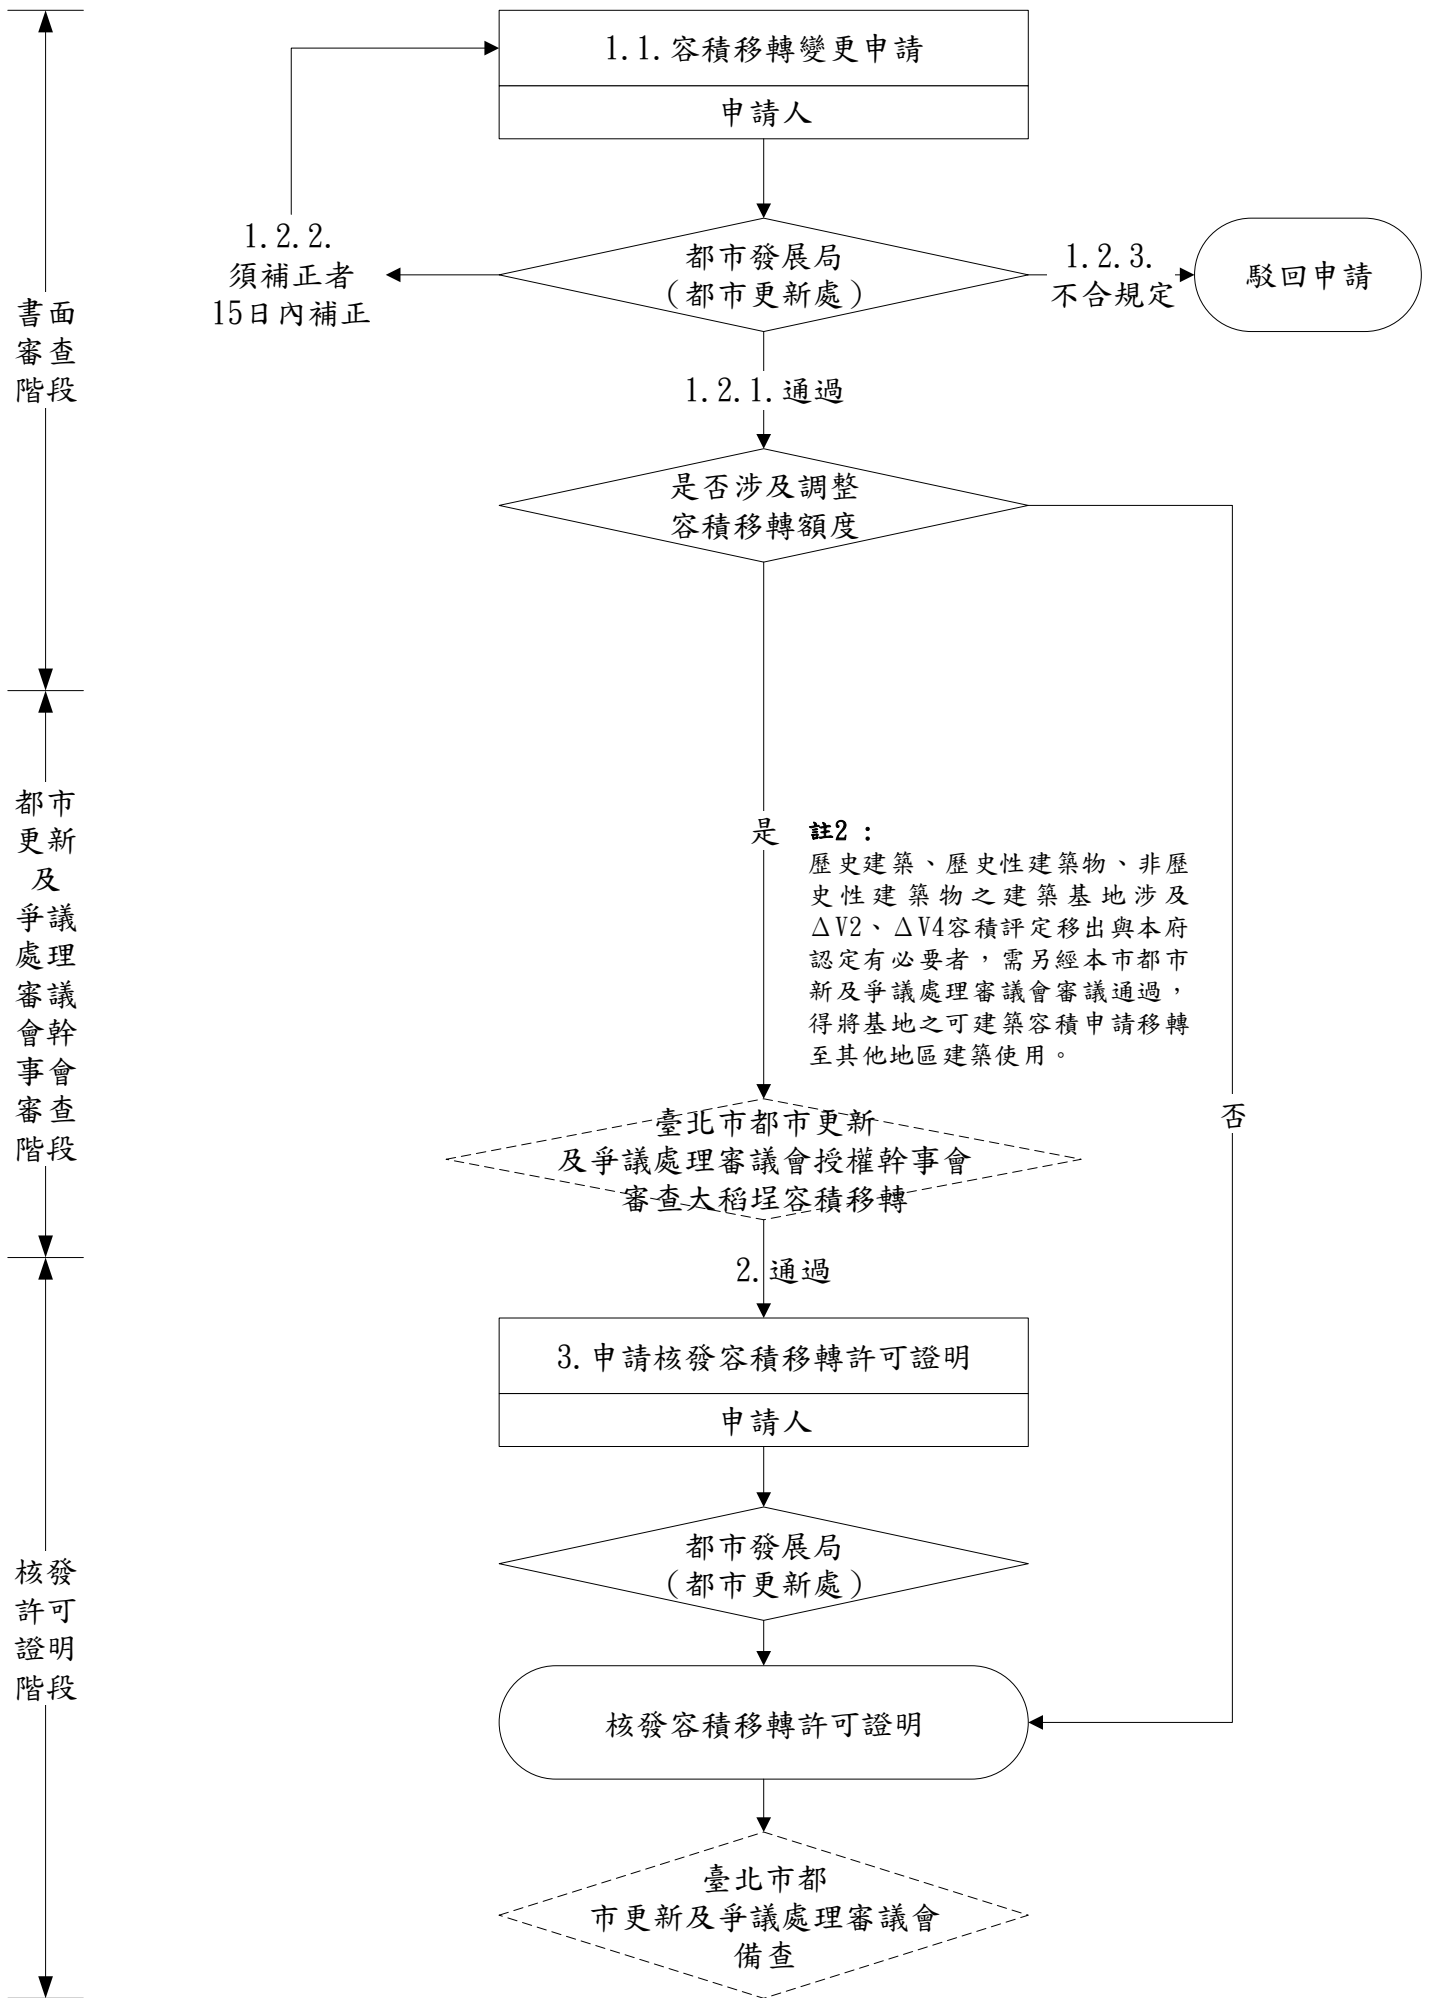 1.1.容積移轉變更申請
申請人
1.2.2.
須補正者
15日內補正
都市發展局
（都市更新處）
1.2.3.
不合規定
駁回申請
書面
審查
階段
1.2.1.通過
是否涉及調整
容積移轉額度
都市
更新
及
爭議
處理
審議
會幹
事會
審查
階段
是
註2 ：
歷史建築、歷史性建築物、非歷
史性建築物之建築基地涉及
ΔV2、ΔV4容積評定移出與本府
認定有必要者，需另經本市都市
新及爭議處理審議會審議通過，
得將基地之可建築容積申請移轉
至其他地區建築使用。
否
臺北市都市更新
及爭議處理審議會授權幹事會
審查大稻埕容積移轉
2.通過
3.申請核發容積移轉許可證明
申請人
都市發展局
（都市更新處）
核發
許可
證明
階段
核發容積移轉許可證明
臺北市都
市更新及爭議處理審議會
備查